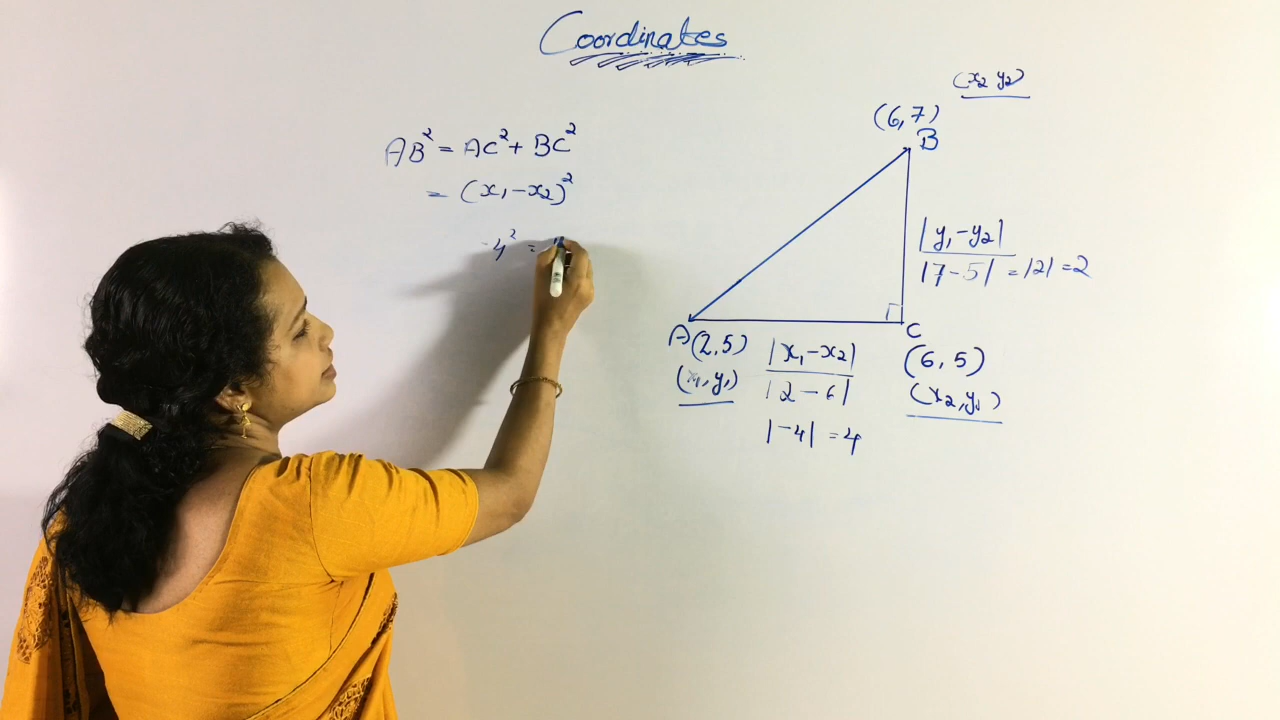 Coordinates
AB² = AC² + BC²
= (x₁ - x₂)²
-4² =
(x₂ y₂)
(6,7)
B
|y₁-y₂|
|7-5| = |2| = 2
A(2,5)
(x₁,y₁)
|x₁-x₂|
|2-6|
|-4| = 4
C
(6,5)
(x₂,y₁)